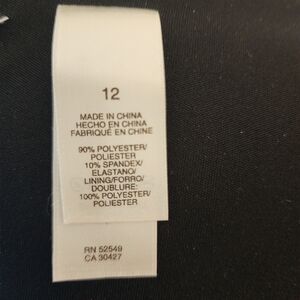 12
MADE IN CHINA
HECHO EN CHINA
FABRIQUÉ EN CHINE
90% POLYESTER/
POLIESTER
10% SPANDEX/
ELASTANO/
LINING/FORRO/
DOUBLURE:
100% POLYESTER/
POLIESTER
RN 52549
CA 30427